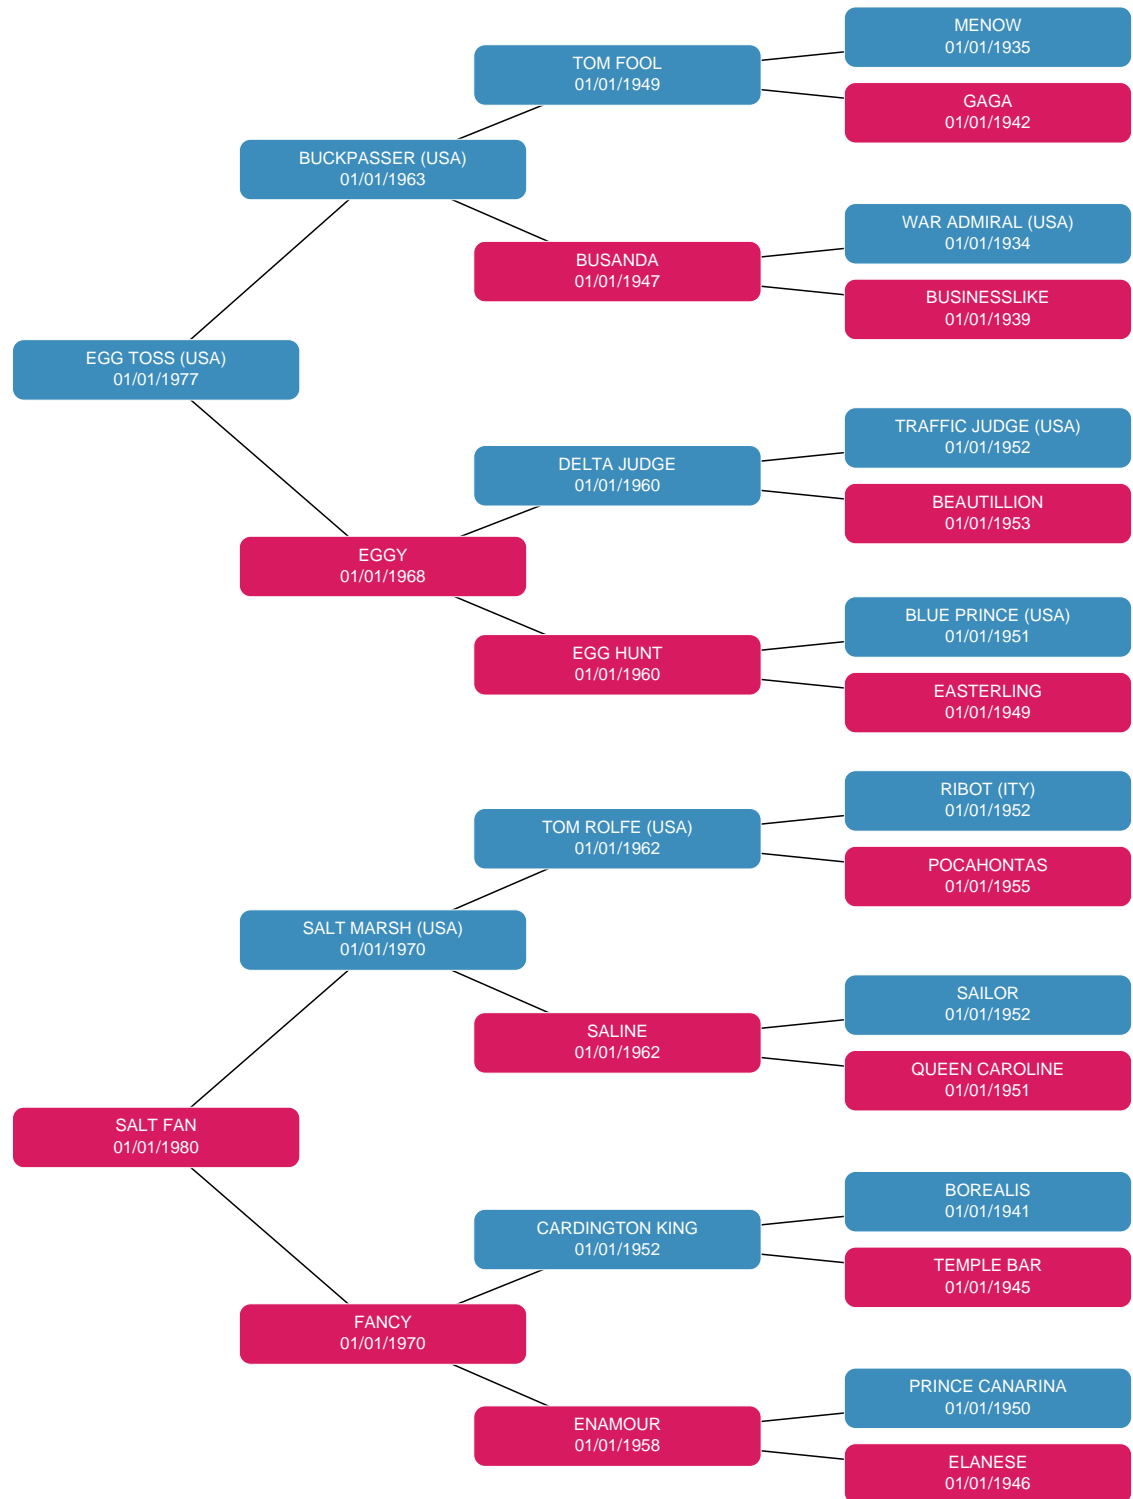 MENOW
01/01/1935
TOM FOOL
01/01/1949
GAGA
01/01/1942
BUCKPASSER (USA)
01/01/1963
WAR ADMIRAL (USA)
01/01/1934
BUSANDA
01/01/1947
BUSINESSLIKE
01/01/1939
EGG TOSS (USA)
01/01/1977
TRAFFIC JUDGE (USA)
01/01/1952
DELTA JUDGE
01/01/1960
BEAUTILLION
01/01/1953
EGGY
01/01/1968
BLUE PRINCE (USA)
01/01/1951
EGG HUNT
01/01/1960
EASTERLING
01/01/1949
RIBOT (ITY)
01/01/1952
TOM ROLFE (USA)
01/01/1962
POCAHONTAS
01/01/1955
SALT MARSH (USA)
01/01/1970
SAILOR
01/01/1952
SALINE
01/01/1962
QUEEN CAROLINE
01/01/1951
SALT FAN
01/01/1980
BOREALIS
01/01/1941
CARDINGTON KING
01/01/1952
TEMPLE BAR
01/01/1945
FANCY
01/01/1970
PRINCE CANARINA
01/01/1950
ENAMOUR
01/01/1958
ELANESE
01/01/1946